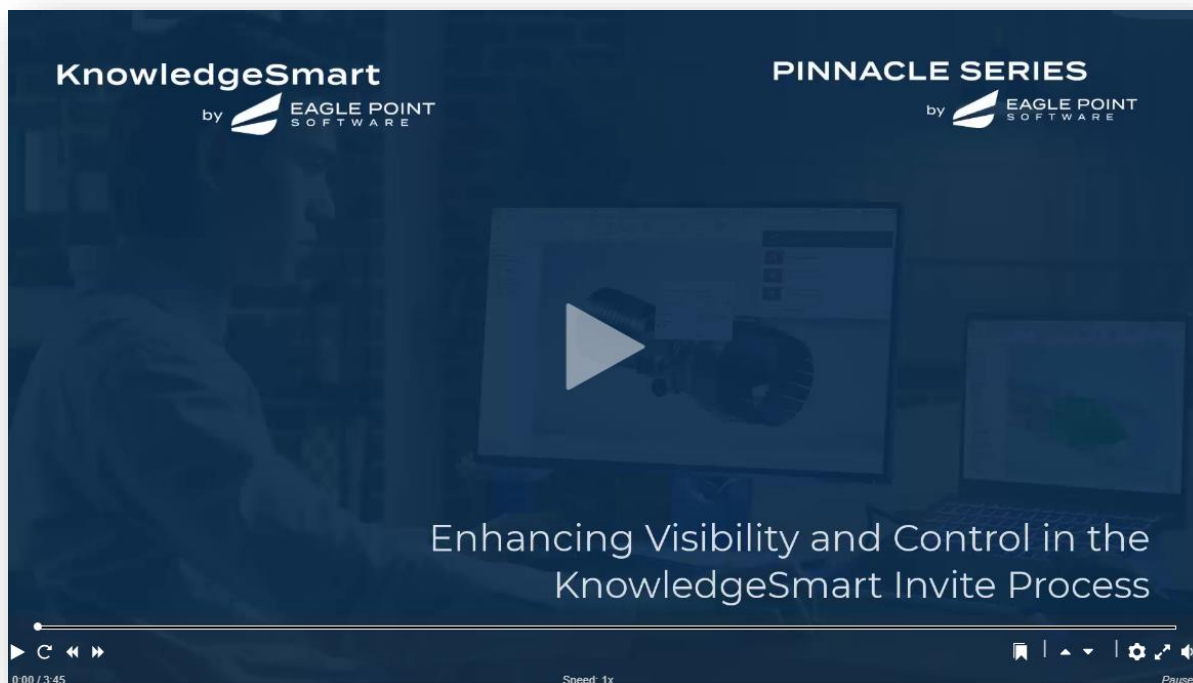 KnowledgeSmart
by EAGLE POINT
SOFTWARE
PINNACLE SERIES
by EAGLE POINT
SOFTWARE
Enhancing Visibility and Control in the
KnowledgeSmart Invite Process
0:00 / 3:45
Speed: 1x
Pause